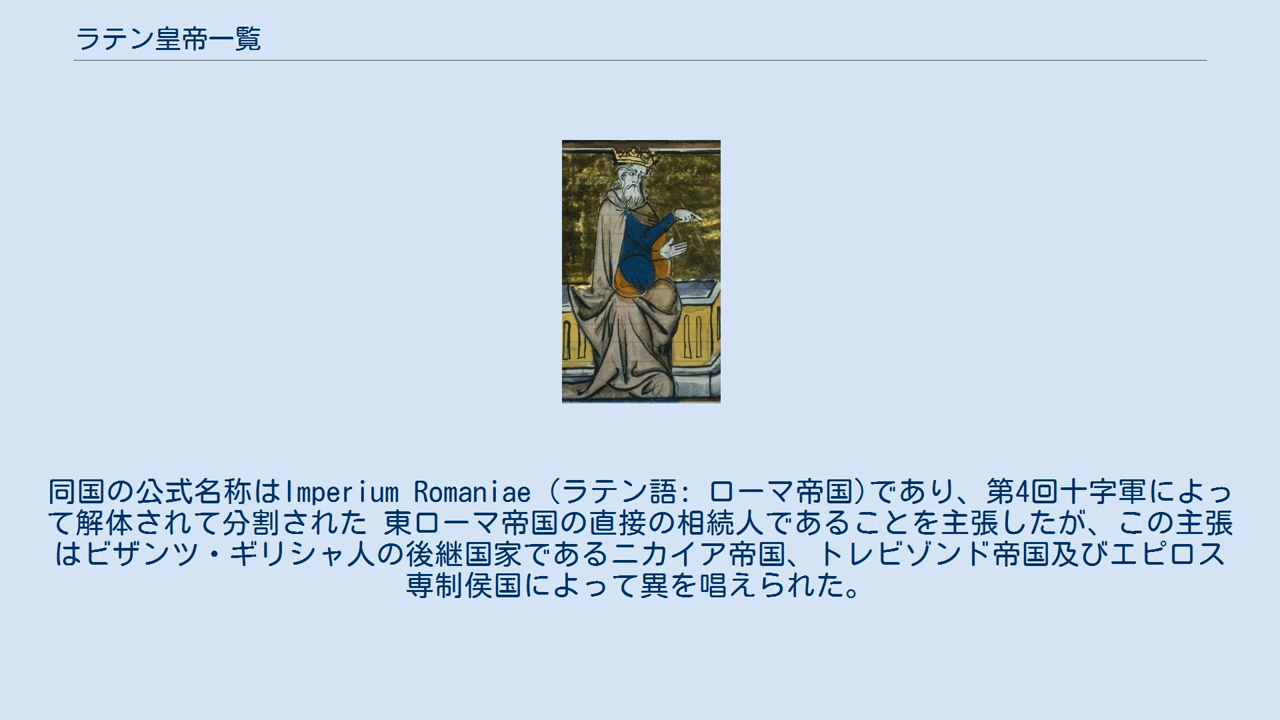 ラテン皇帝一覧
同国の公式名称はImperium Romaniae (ラテン語: ローマ帝国)であり、第4回十字軍によっ
て解体されて分割された 東ローマ帝国の直接の相続人であることを主張したが、この主張
はビザンツ・ギリシャ人の後継国家であるニカイア帝国、トレビゾンド帝国及びエピロス
専制侯国によって異を唱えられた。